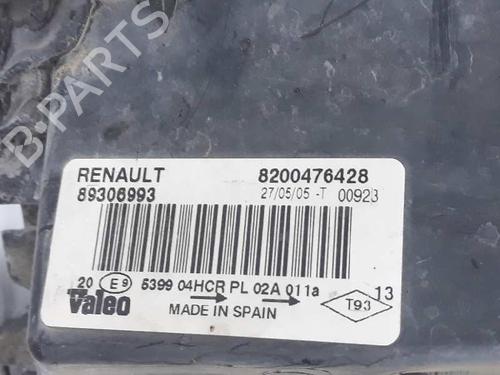 B-PARTS
RENAULT 8200476428
89306993 27/05/05 -T 00923
20 E9 5399 04HCR PL 02A 011a 13
Valeo MADE IN SPAIN T93